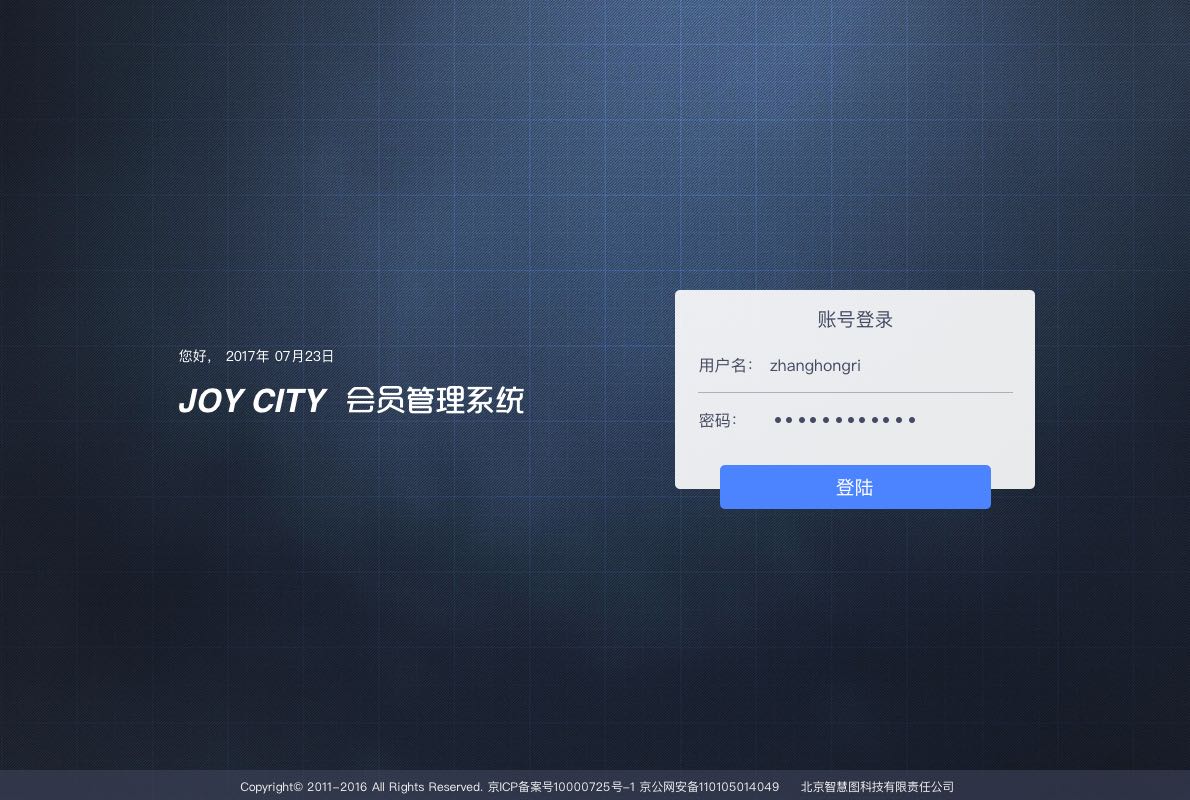 账号登录
您好， 2017年 07月23日
用户名： zhanghongri
JOY CITY 会员管理系统
密码： ••••••••••••
登陆
Copyright© 2011-2016 All Rights Reserved. 京ICP备案号10000725号-1 京公网安备110105014049 北京智慧图科技有限责任公司